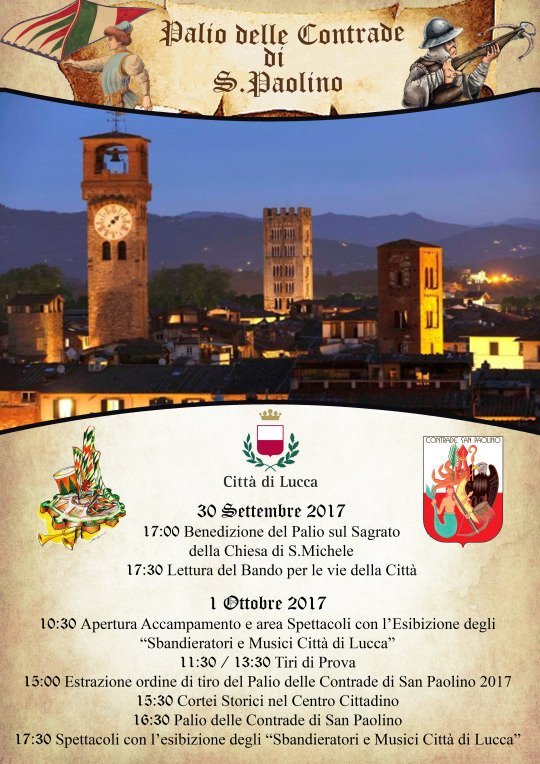 Palio delle Contrade
di
S.Paolino
Città di Lucca
CONTRADE SAN PAOLINO
30 Settembre 2017
17:00 Benedizione del Palio sul Sagrato
della Chiesa di S.Michele
17:30 Lettura del Bando per le vie della Città
1 Ottobre 2017
10:30 Apertura Accampamento e area Spettacoli con l’Esibizione degli
“Sbandieratori e Musici Città di Lucca”
11:30 / 13:30 Tiri di Prova
15:00 Estrazione ordine di tiro del Palio delle Contrade di San Paolino 2017
15:30 Cortei Storici nel Centro Cittadino
16:30 Palio delle Contrade di San Paolino
17:30 Spettacoli con l’esibizione degli “Sbandieratori e Musici Città di Lucca”